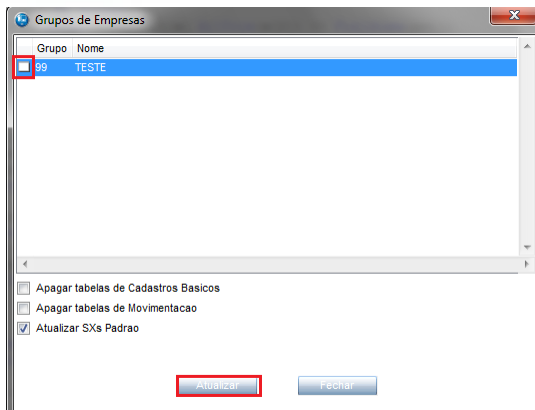 Grupos de Empresas
Grupo Nome
99 TESTE
Apagar tabelas de Cadastros Basicos
Apagar tabelas de Movimentacao
Atualizar SXs Padrao
Atualizar Fechar